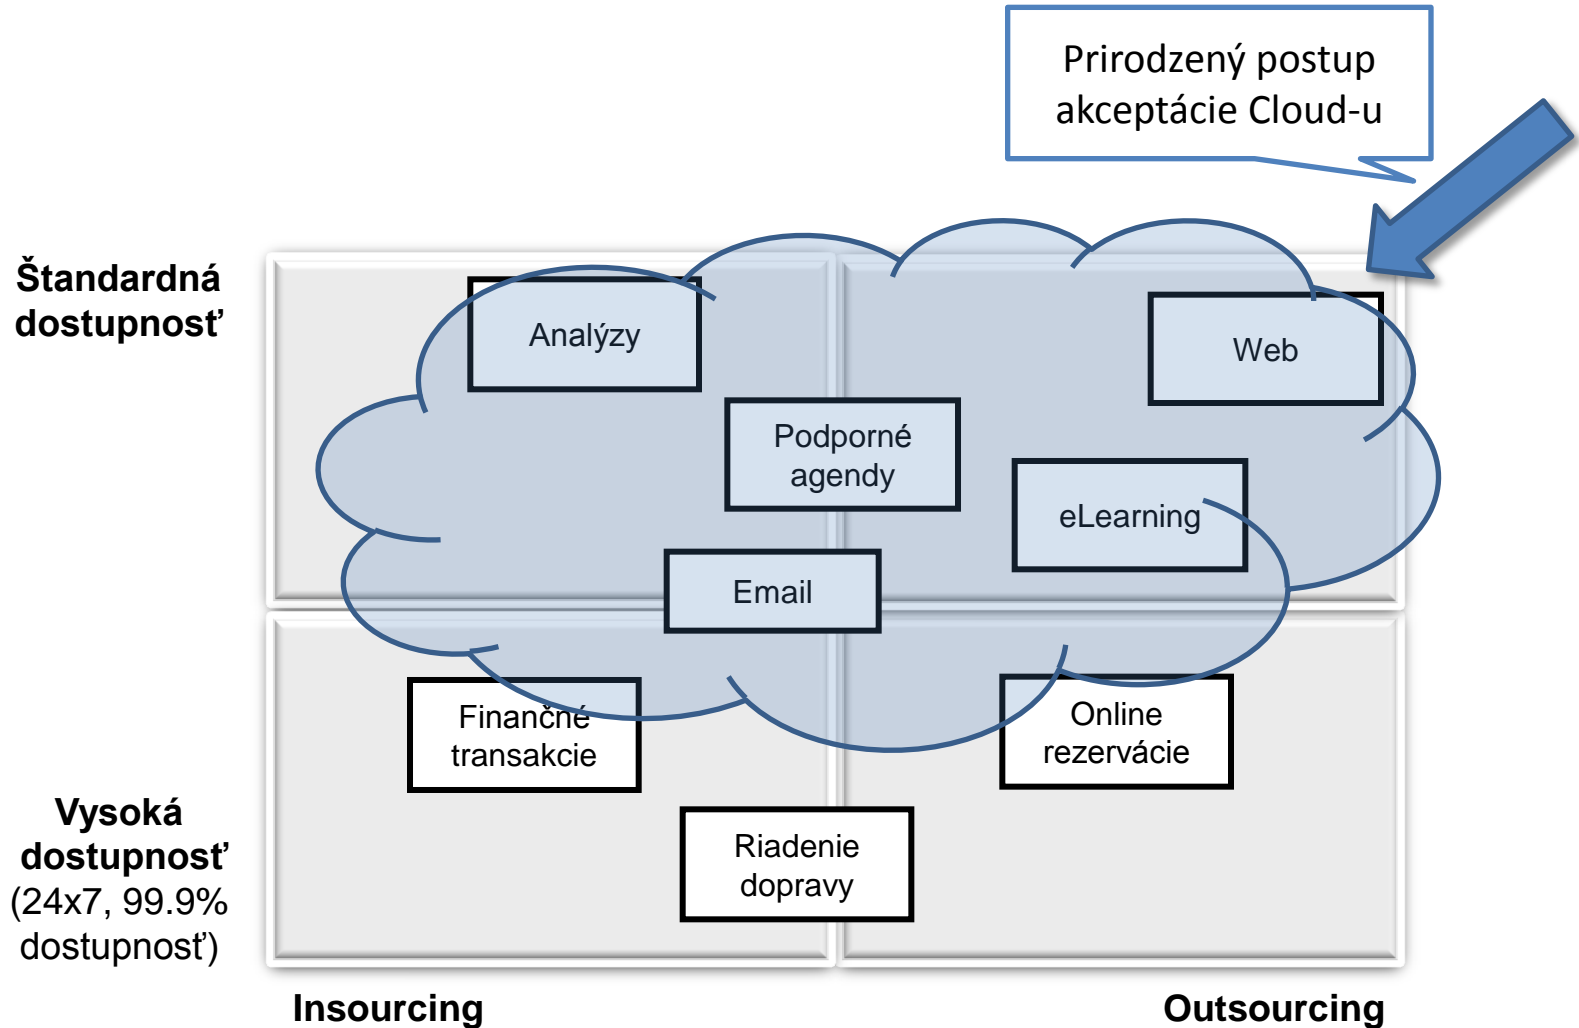 Prirodzený postup
akceptácie Cloud-u
Štandardná
dostupnosť
Analýzy
Web
Podporné
agendy
eLearning
Email
Finančné
transakcie
Online
rezervácie
Vysoká
dostupnosť
(24x7, 99.9%
dostupnosť)
Riadenie
dopravy
Insourcing
Outsourcing